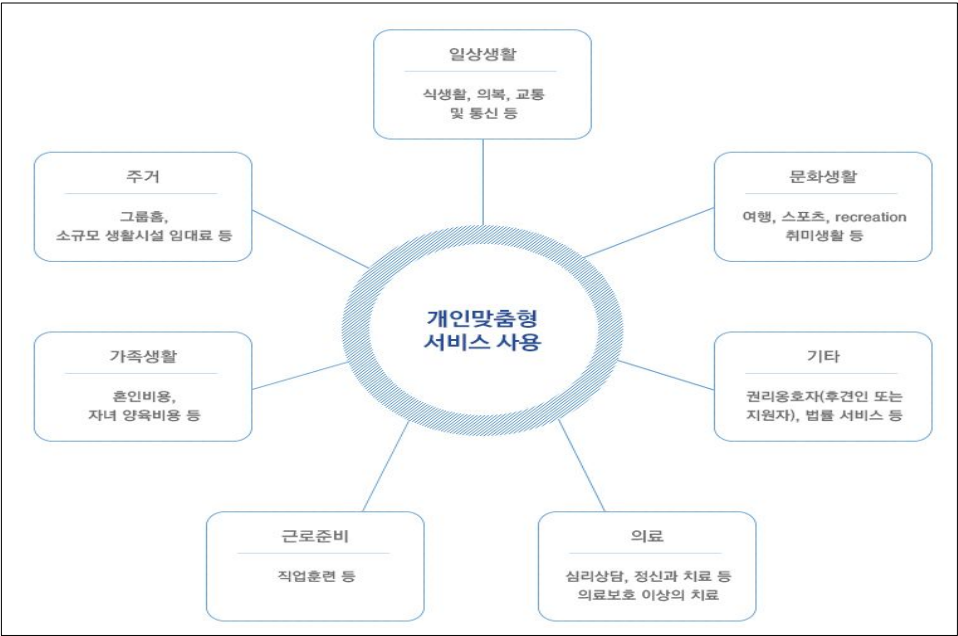 일상생활
식생활, 의복, 교통
및 통신 등
주거
그룹홈,
소규모 생활시설 임대료 등
문화생활
여행, 스포츠, recreation
취미생활 등
개인맞춤형
서비스 사용
가족생활
혼인비용,
자녀 양육비용 등
기타
권리옹호자(후견인 또는
지원자), 법률 서비스 등
근로준비
직업훈련 등
의료
심리상담, 정신과 치료 등
의료보호 이상의 치료